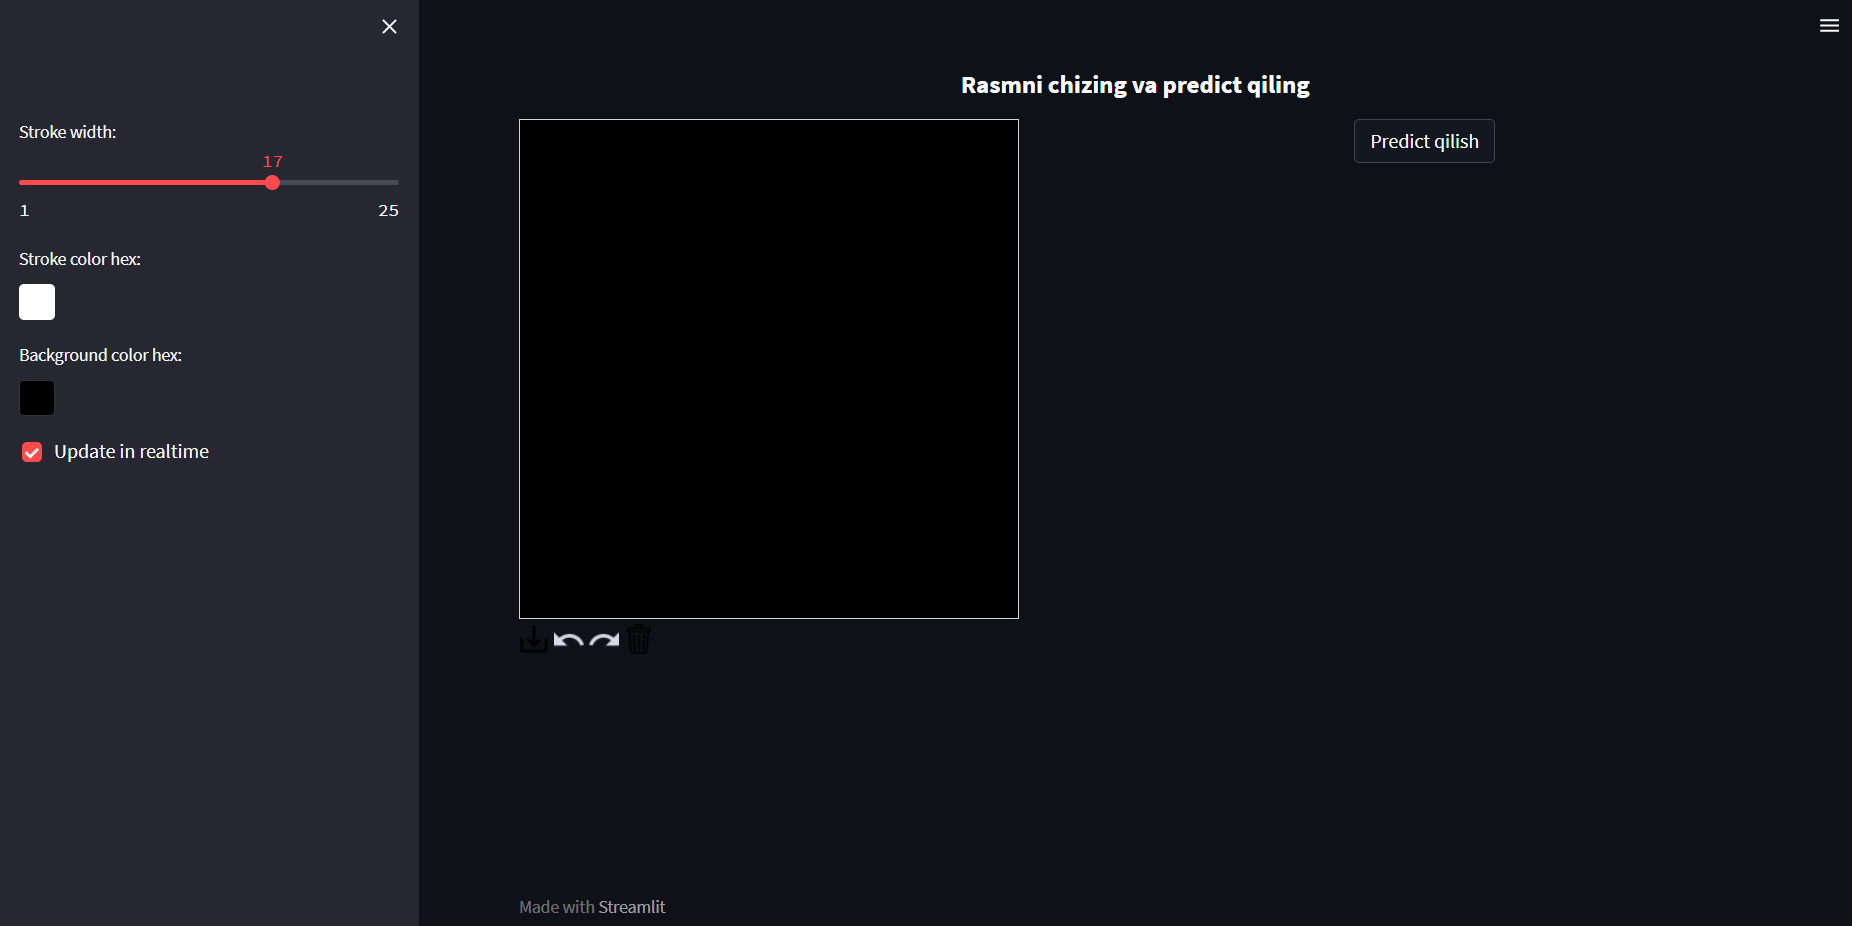 Stroke width:
17
1
25
Stroke color hex:
Background color hex:
Update in realtime
Rasmni chizing va predict qiling
Predict qilish
Made with Streamlit